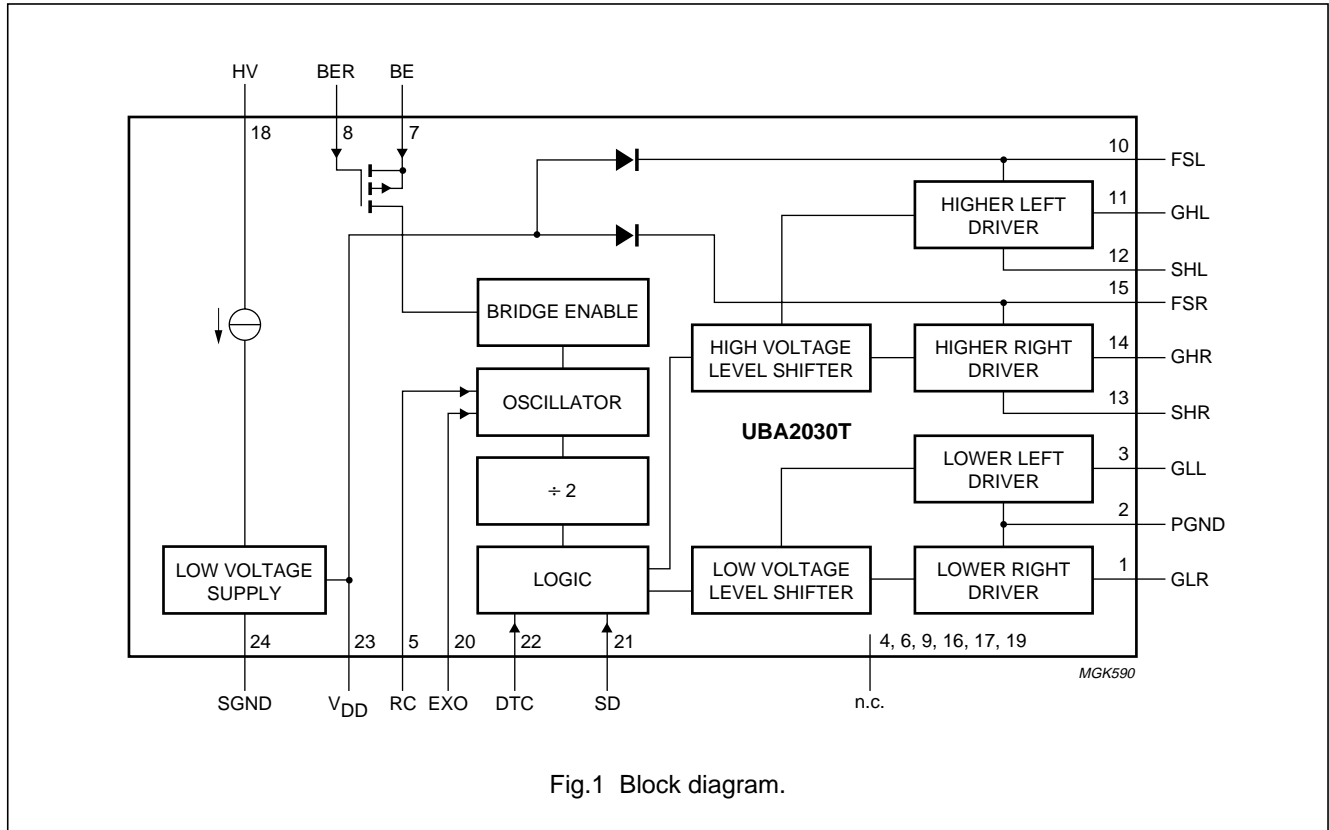 HV BER BE
18 8 7
10 FSL
HIGHER LEFT
DRIVER
11 GHL
12 SHL
15 FSR
BRIDGE ENABLE
HIGH VOLTAGE
LEVEL SHIFTER
HIGHER RIGHT
DRIVER
14 GHR
13 SHR
OSCILLATOR
UBA2030T
÷ 2
LOWER LEFT
DRIVER
3 GLL
2 PGND
LOW VOLTAGE
SUPPLY
LOGIC
LOW VOLTAGE
LEVEL SHIFTER
LOWER RIGHT
DRIVER
1 GLR
24 23 5 20 22 21 4, 6, 9, 16, 17, 19
MGK590
SGND VDD RC EXO DTC SD n.c.
Fig.1 Block diagram.